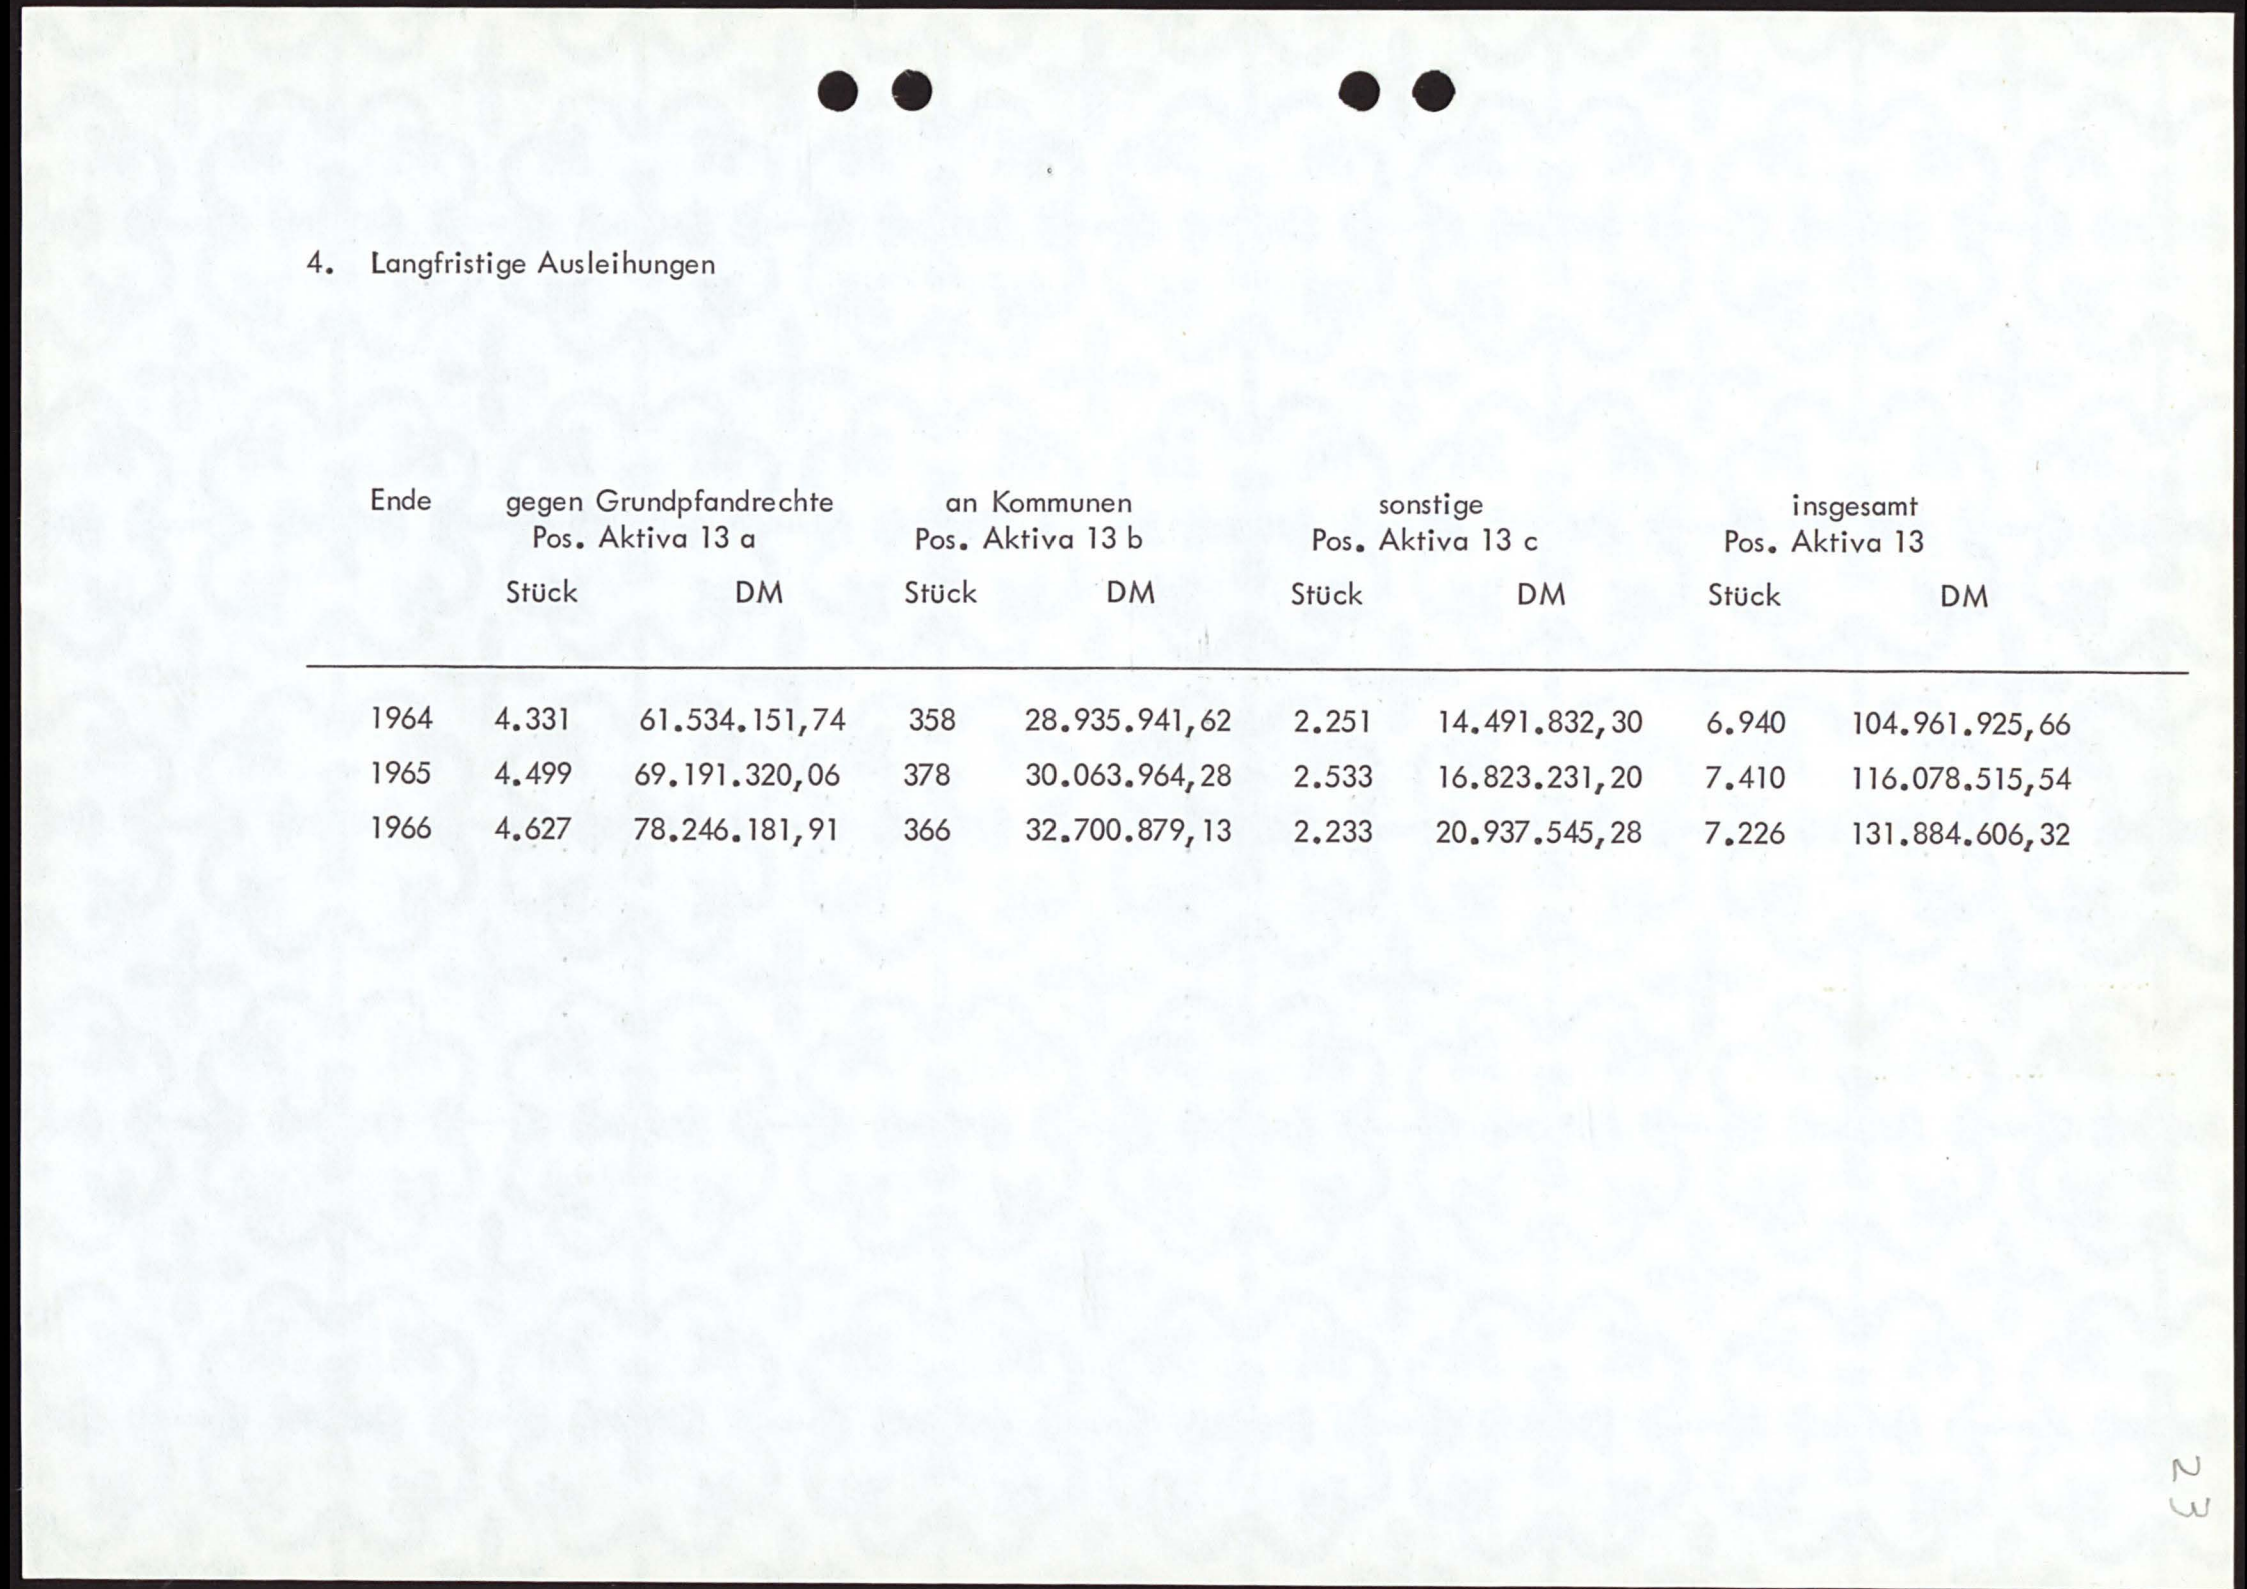 4. Langfristige Ausleihungen
Ende gegen Grundpfandrechte an Kommunen sonstige insgesamt
Pos. Aktiva 13 a Pos. Aktiva 13 b Pos. Aktiva 13 c Pos. Aktiva 13
Stück DM Stück DM Stück DM Stück DM
1964 4.331 61.534.151,74 358 28.935.941,62 2.251 14.491.832,30 6.940 104.961.925,66
1965 4.499 69.191.320,06 378 30.063.964,28 2.533 16.823.231,20 7.410 116.078.515,54
1966 4.627 78.246.181,91 366 32.700.879,13 2.233 20.937.545,28 7.226 131.884.606,32
23